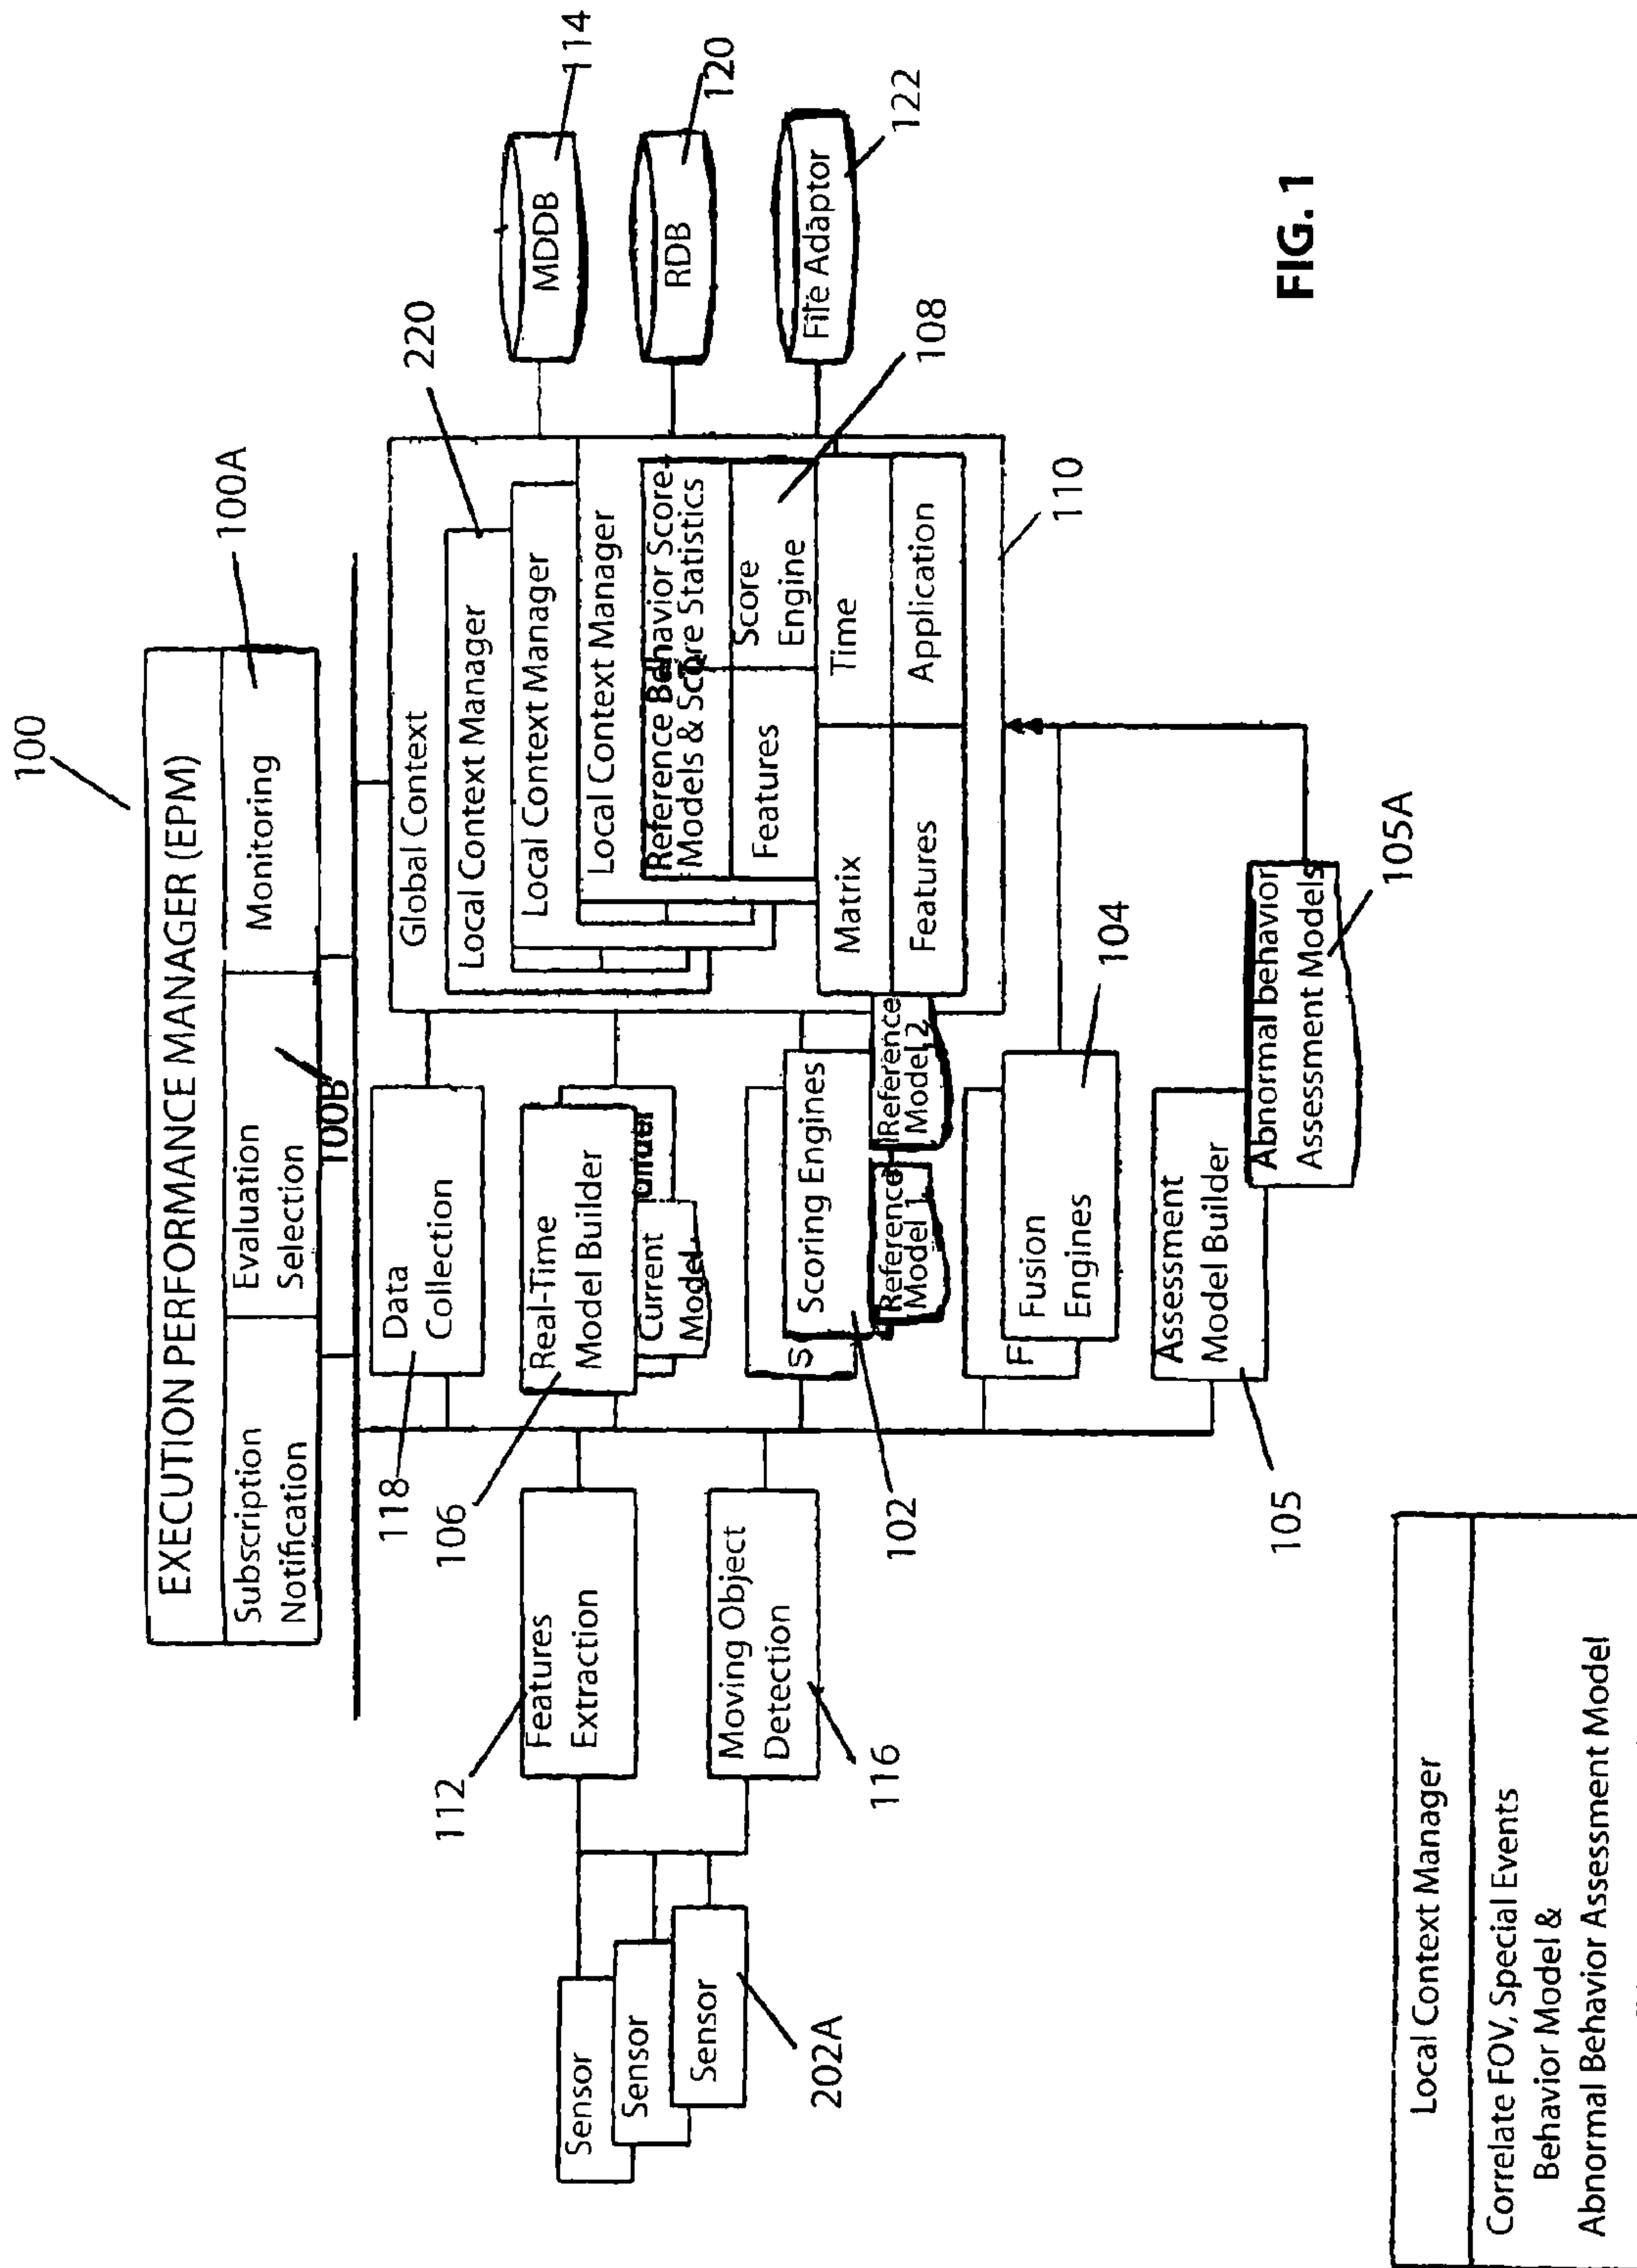 100
EXECUTION PERFORMANCE MANAGER (EPM)
Subscription
Notification
Evaluation
Selection
Monitoring
100A
100B
118
Data
Collection
Global Context
220
Local Context Manager
Local Context Manager
Local Context Manager
Reference Behavior Score
Models & Score Statistics
Features
Score
Engine
Matrix
Time
Features
Application
108
110
MDDB
114
RDB
120
File Adaptor
122
106
Real-Time
Model Builder
Current
Model
112
Features
Extraction
Moving Object
Detection
116
Sensor
Sensor
Sensor
202A
S
Scoring Engines
102
Reference
Model 1
Reference
Model 2
F
Fusion
Engines
104
Assessment
Model Builder
105
Abnormal behavior
Assessment Models
105A
FIG. 1
Local Context Manager
Correlate FOV, Special Events
Behavior Model &
Abnormal Behavior Assessment Model